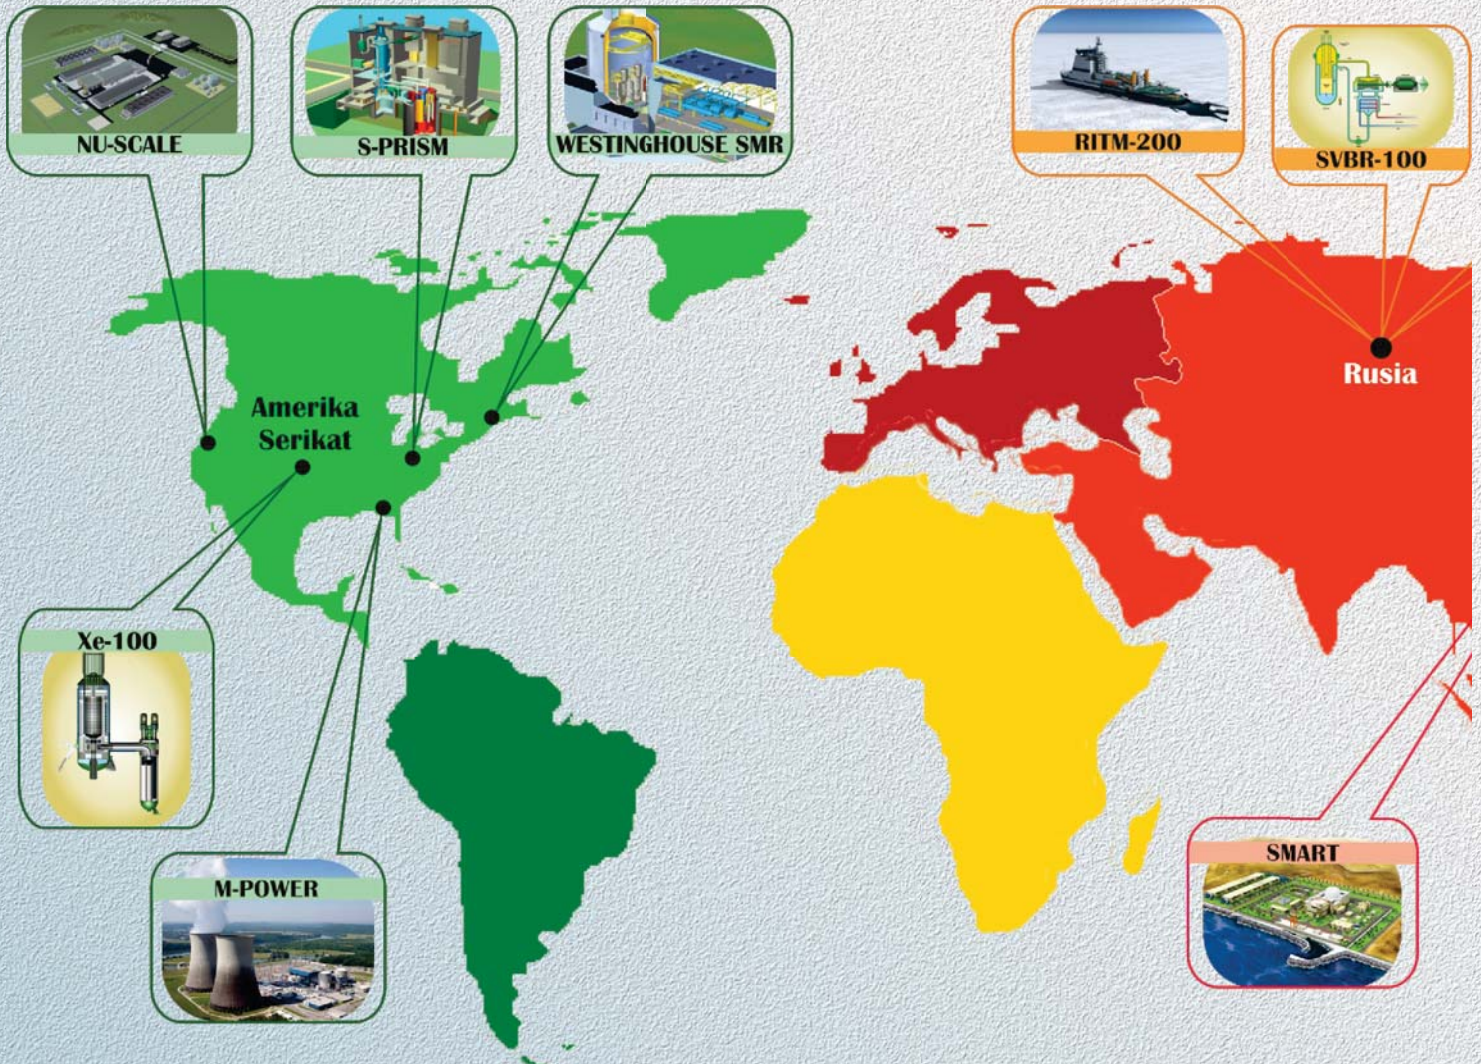 NU-SCALE
S-PRISM
WESTINGHOUSE SMR
RITM-200
SVBR-100
Rusia
Amerika
Serikat
Xe-100
M-POWER
SMART